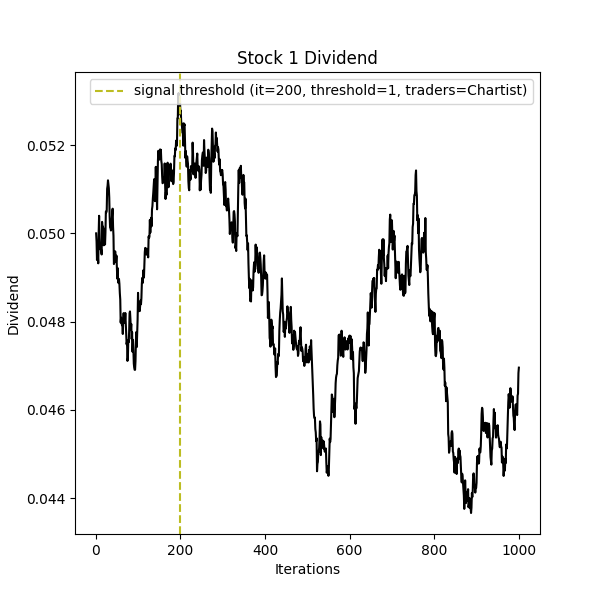 Stock 1 Dividend
signal threshold (it=200, threshold=1, traders=Chartist)
Dividend
0.052
0.050
0.048
0.046
0.044
0 200 400 600 800 1000
Iterations